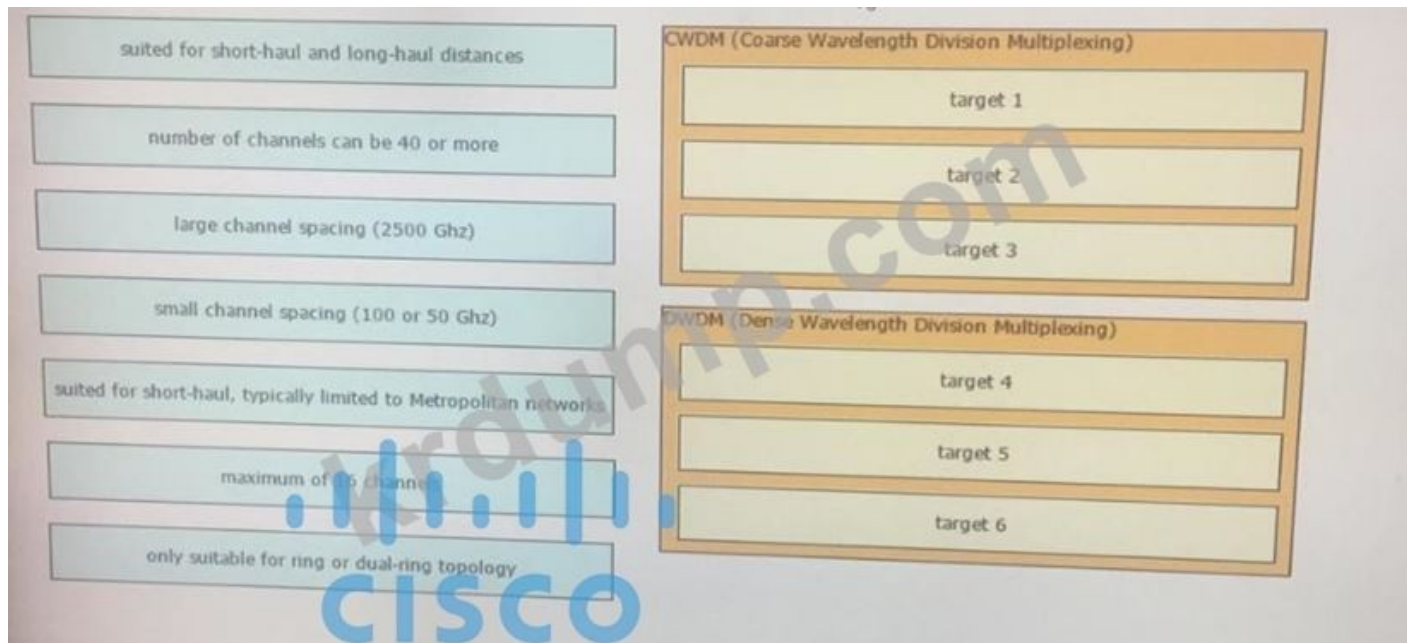 suited for short-haul and long-haul distances
number of channels can be 40 or more
large channel spacing (2500 Ghz)
small channel spacing (100 or 50 Ghz)
suited for short-haul, typically limited to Metropolitan networks
maximum of 16 channels
only suitable for ring or dual-ring topology
CWDM (Coarse Wavelength Division Multiplexing)
target 1
target 2
target 3
DWDM (Dense Wavelength Division Multiplexing)
target 4
target 5
target 6
krdump.com
CISCO